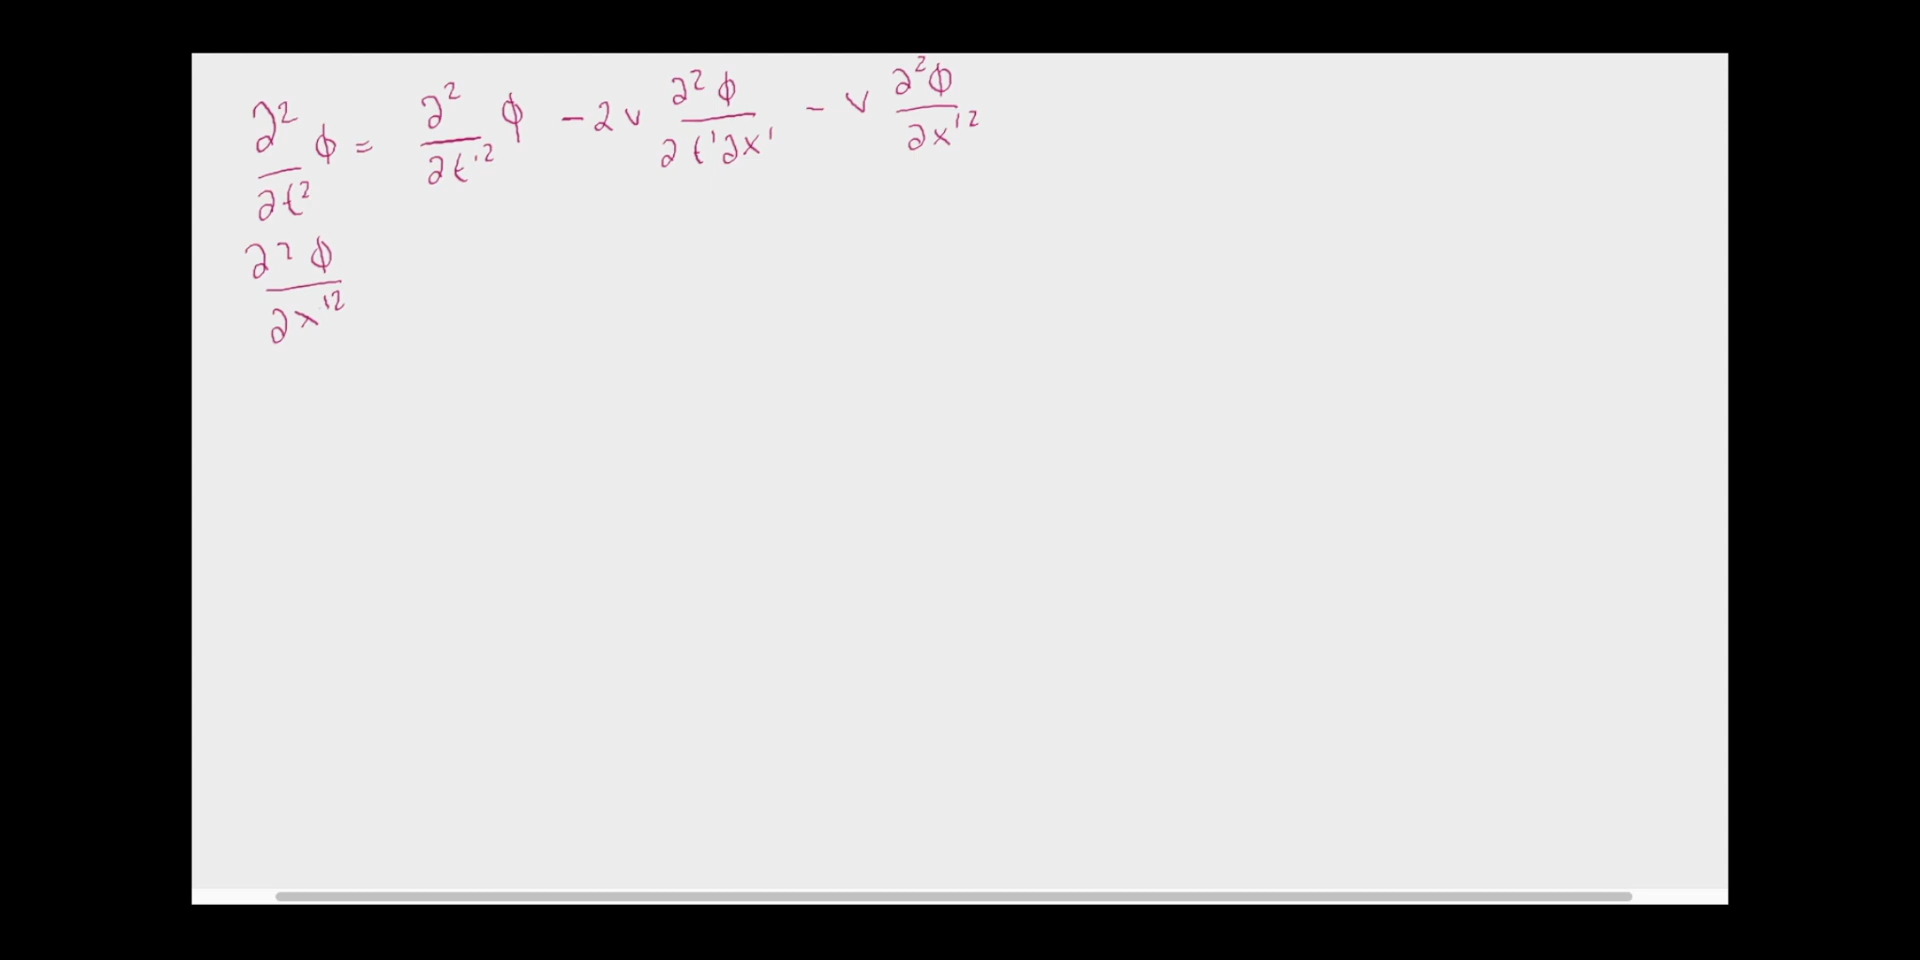 ∂²/∂t² ϕ = ∂²/∂t'² ϕ - 2v ∂²ϕ/∂t'∂x' - v ∂²ϕ/∂x'²
∂²ϕ/∂x'²